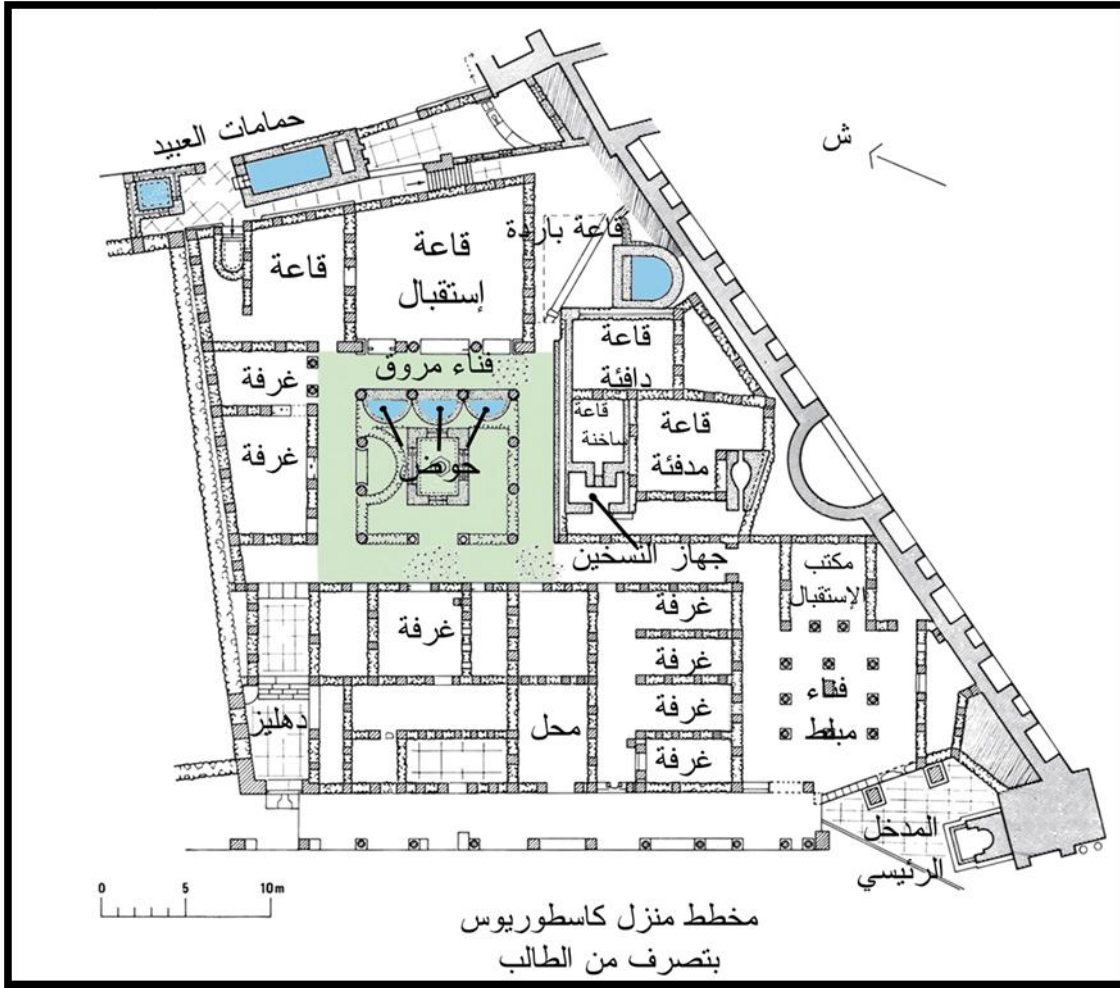 حمامات العبيد
ش
قاعة باردة
قاعة
قاعة
إستقبال
قاعة
دافئة
فناء مروق
غرفة
قاعة
ساخنة
قاعة
مدفئة
غرفة
حوض
جهاز التسخين
مكتب
الإستقبال
غرفة
غرفة
غرفة
فناء
مبلط
غرفة
دهليز
محل
غرفة
المدخل
الرئيسي
0 5 10m
مخطط منزل كاسطوريوس
بتصرف من الطالب